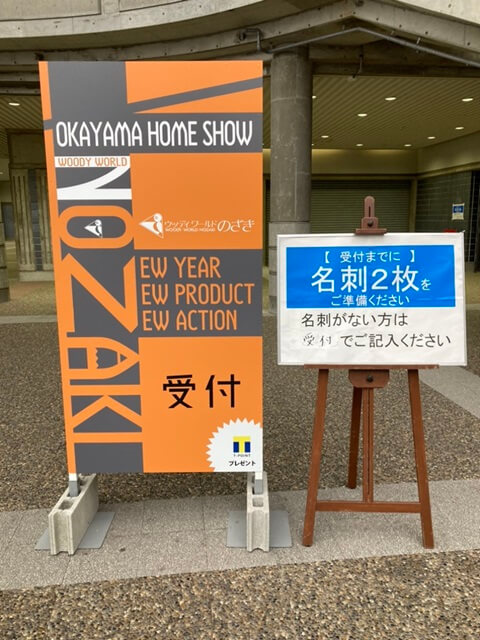 OKAYAMA HOME SHOW
WOODY WORLD
NOZAKI
ウッディワールド
WOODY WORLD NOZAKI
のざき
EW YEAR
EW PRODUCT
EW ACTION
受付
T-POINT
プレゼント
【 受付までに 】
名刺2枚を
ご準備ください
名刺がない方は
受付でご記入ください